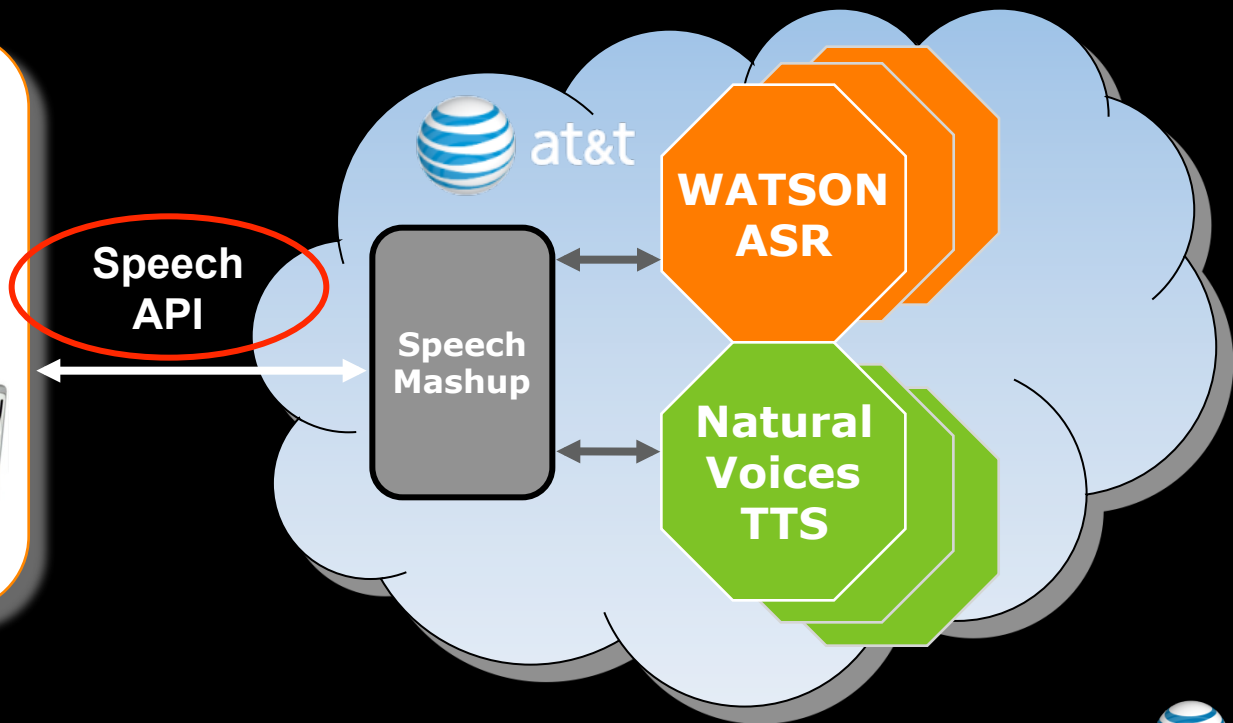 at&t
WATSON
ASR
Speech
API
Speech
Mashup
Natural
Voices
TTS